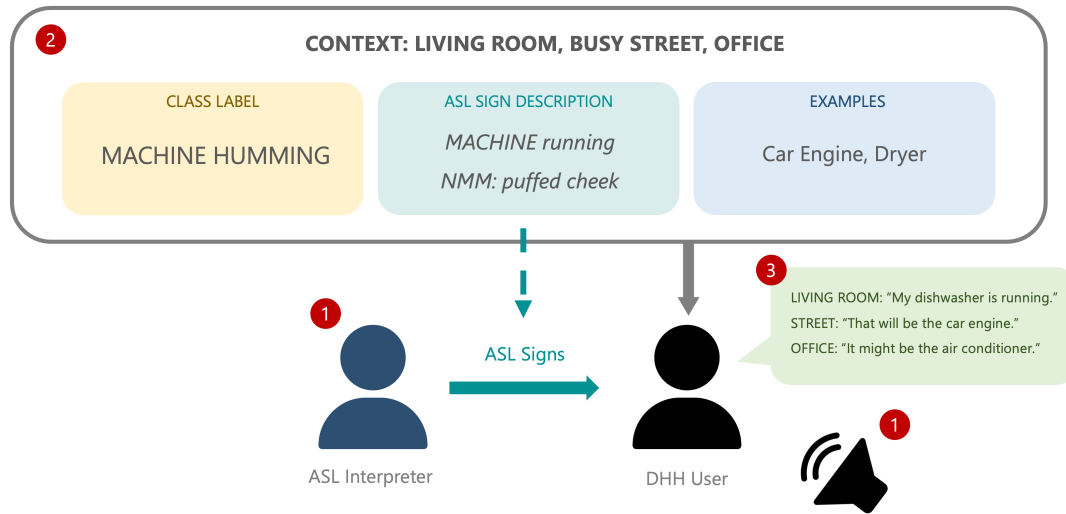 2
CONTEXT: LIVING ROOM, BUSY STREET, OFFICE
CLASS LABEL
MACHINE HUMMING
ASL SIGN DESCRIPTION
MACHINE running
NMM: puffed cheek
EXAMPLES
Car Engine, Dryer
3
LIVING ROOM: “My dishwasher is running.”
STREET: “That will be the car engine.”
OFFICE: “It might be the air conditioner.”
1
ASL Signs
1
ASL Interpreter
DHH User